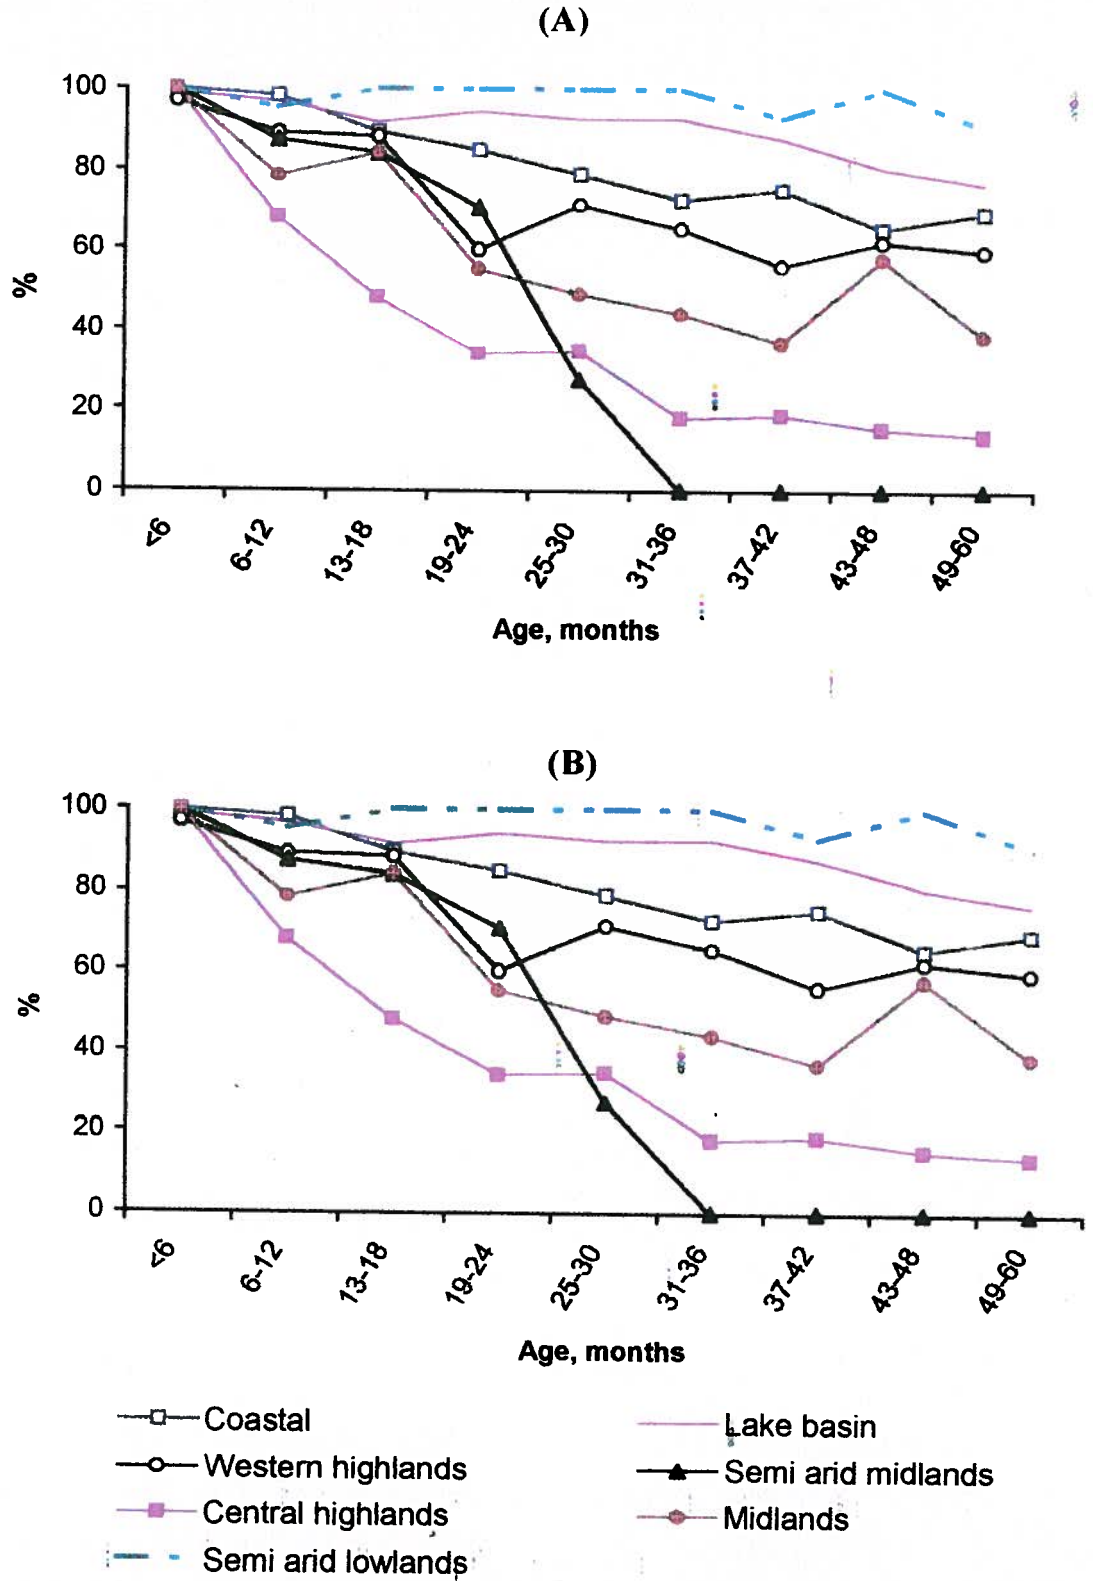 (A)
100
80
60
40
20
0
%
<6
6-12
13-18
19-24
25-30
31-36
37-42
43-48
49-60
Age, months
(B)
100
80
60
40
20
0
%
<6
6-12
13-18
19-24
25-30
31-36
37-42
43-48
49-60
Age, months
Coastal
Lake basin
Western highlands
Semi arid midlands
Central highlands
Midlands
Semi arid lowlands